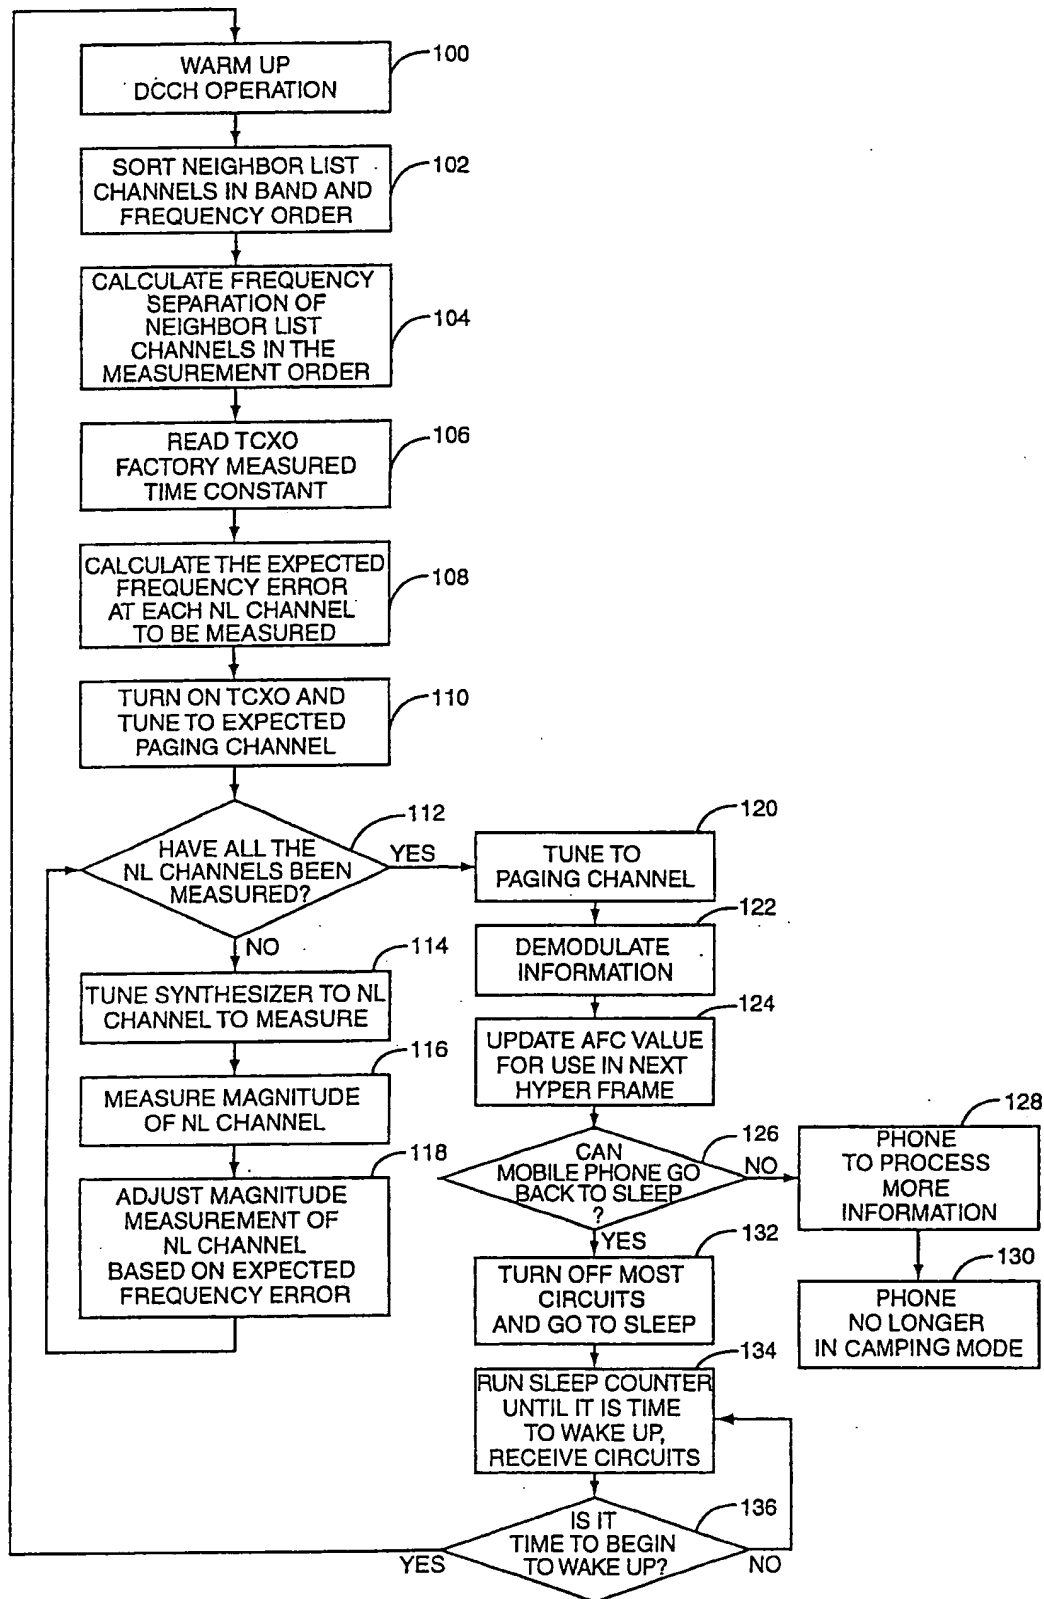 WARM UP
DCCH OPERATION
100
SORT NEIGHBOR LIST
CHANNELS IN BAND AND
FREQUENCY ORDER
102
CALCULATE FREQUENCY
SEPARATION OF
NEIGHBOR LIST
CHANNELS IN THE
MEASUREMENT ORDER
104
READ TCXO
FACTORY MEASURED
TIME CONSTANT
106
CALCULATE THE EXPECTED
FREQUENCY ERROR
AT EACH NL CHANNEL
TO BE MEASURED
108
TURN ON TCXO AND
TUNE TO EXPECTED
PAGING CHANNEL
110
HAVE ALL THE
NL CHANNELS BEEN
MEASURED?
112
YES
NO
TUNE SYNTHESIZER TO NL
CHANNEL TO MEASURE
114
MEASURE MAGNITUDE
OF NL CHANNEL
116
ADJUST MAGNITUDE
MEASUREMENT OF
NL CHANNEL
BASED ON EXPECTED
FREQUENCY ERROR
118
TUNE TO
PAGING CHANNEL
120
DEMODULATE
INFORMATION
122
UPDATE AFC VALUE
FOR USE IN NEXT
HYPER FRAME
124
CAN
MOBILE PHONE GO
BACK TO SLEEP
?
126
NO
YES
PHONE
TO PROCESS
MORE
INFORMATION
128
PHONE
NO LONGER
IN CAMPING MODE
130
TURN OFF MOST
CIRCUITS
AND GO TO SLEEP
132
RUN SLEEP COUNTER
UNTIL IT IS TIME
TO WAKE UP,
RECEIVE CIRCUITS
134
IS IT
TIME TO BEGIN
TO WAKE UP?
136
YES
NO